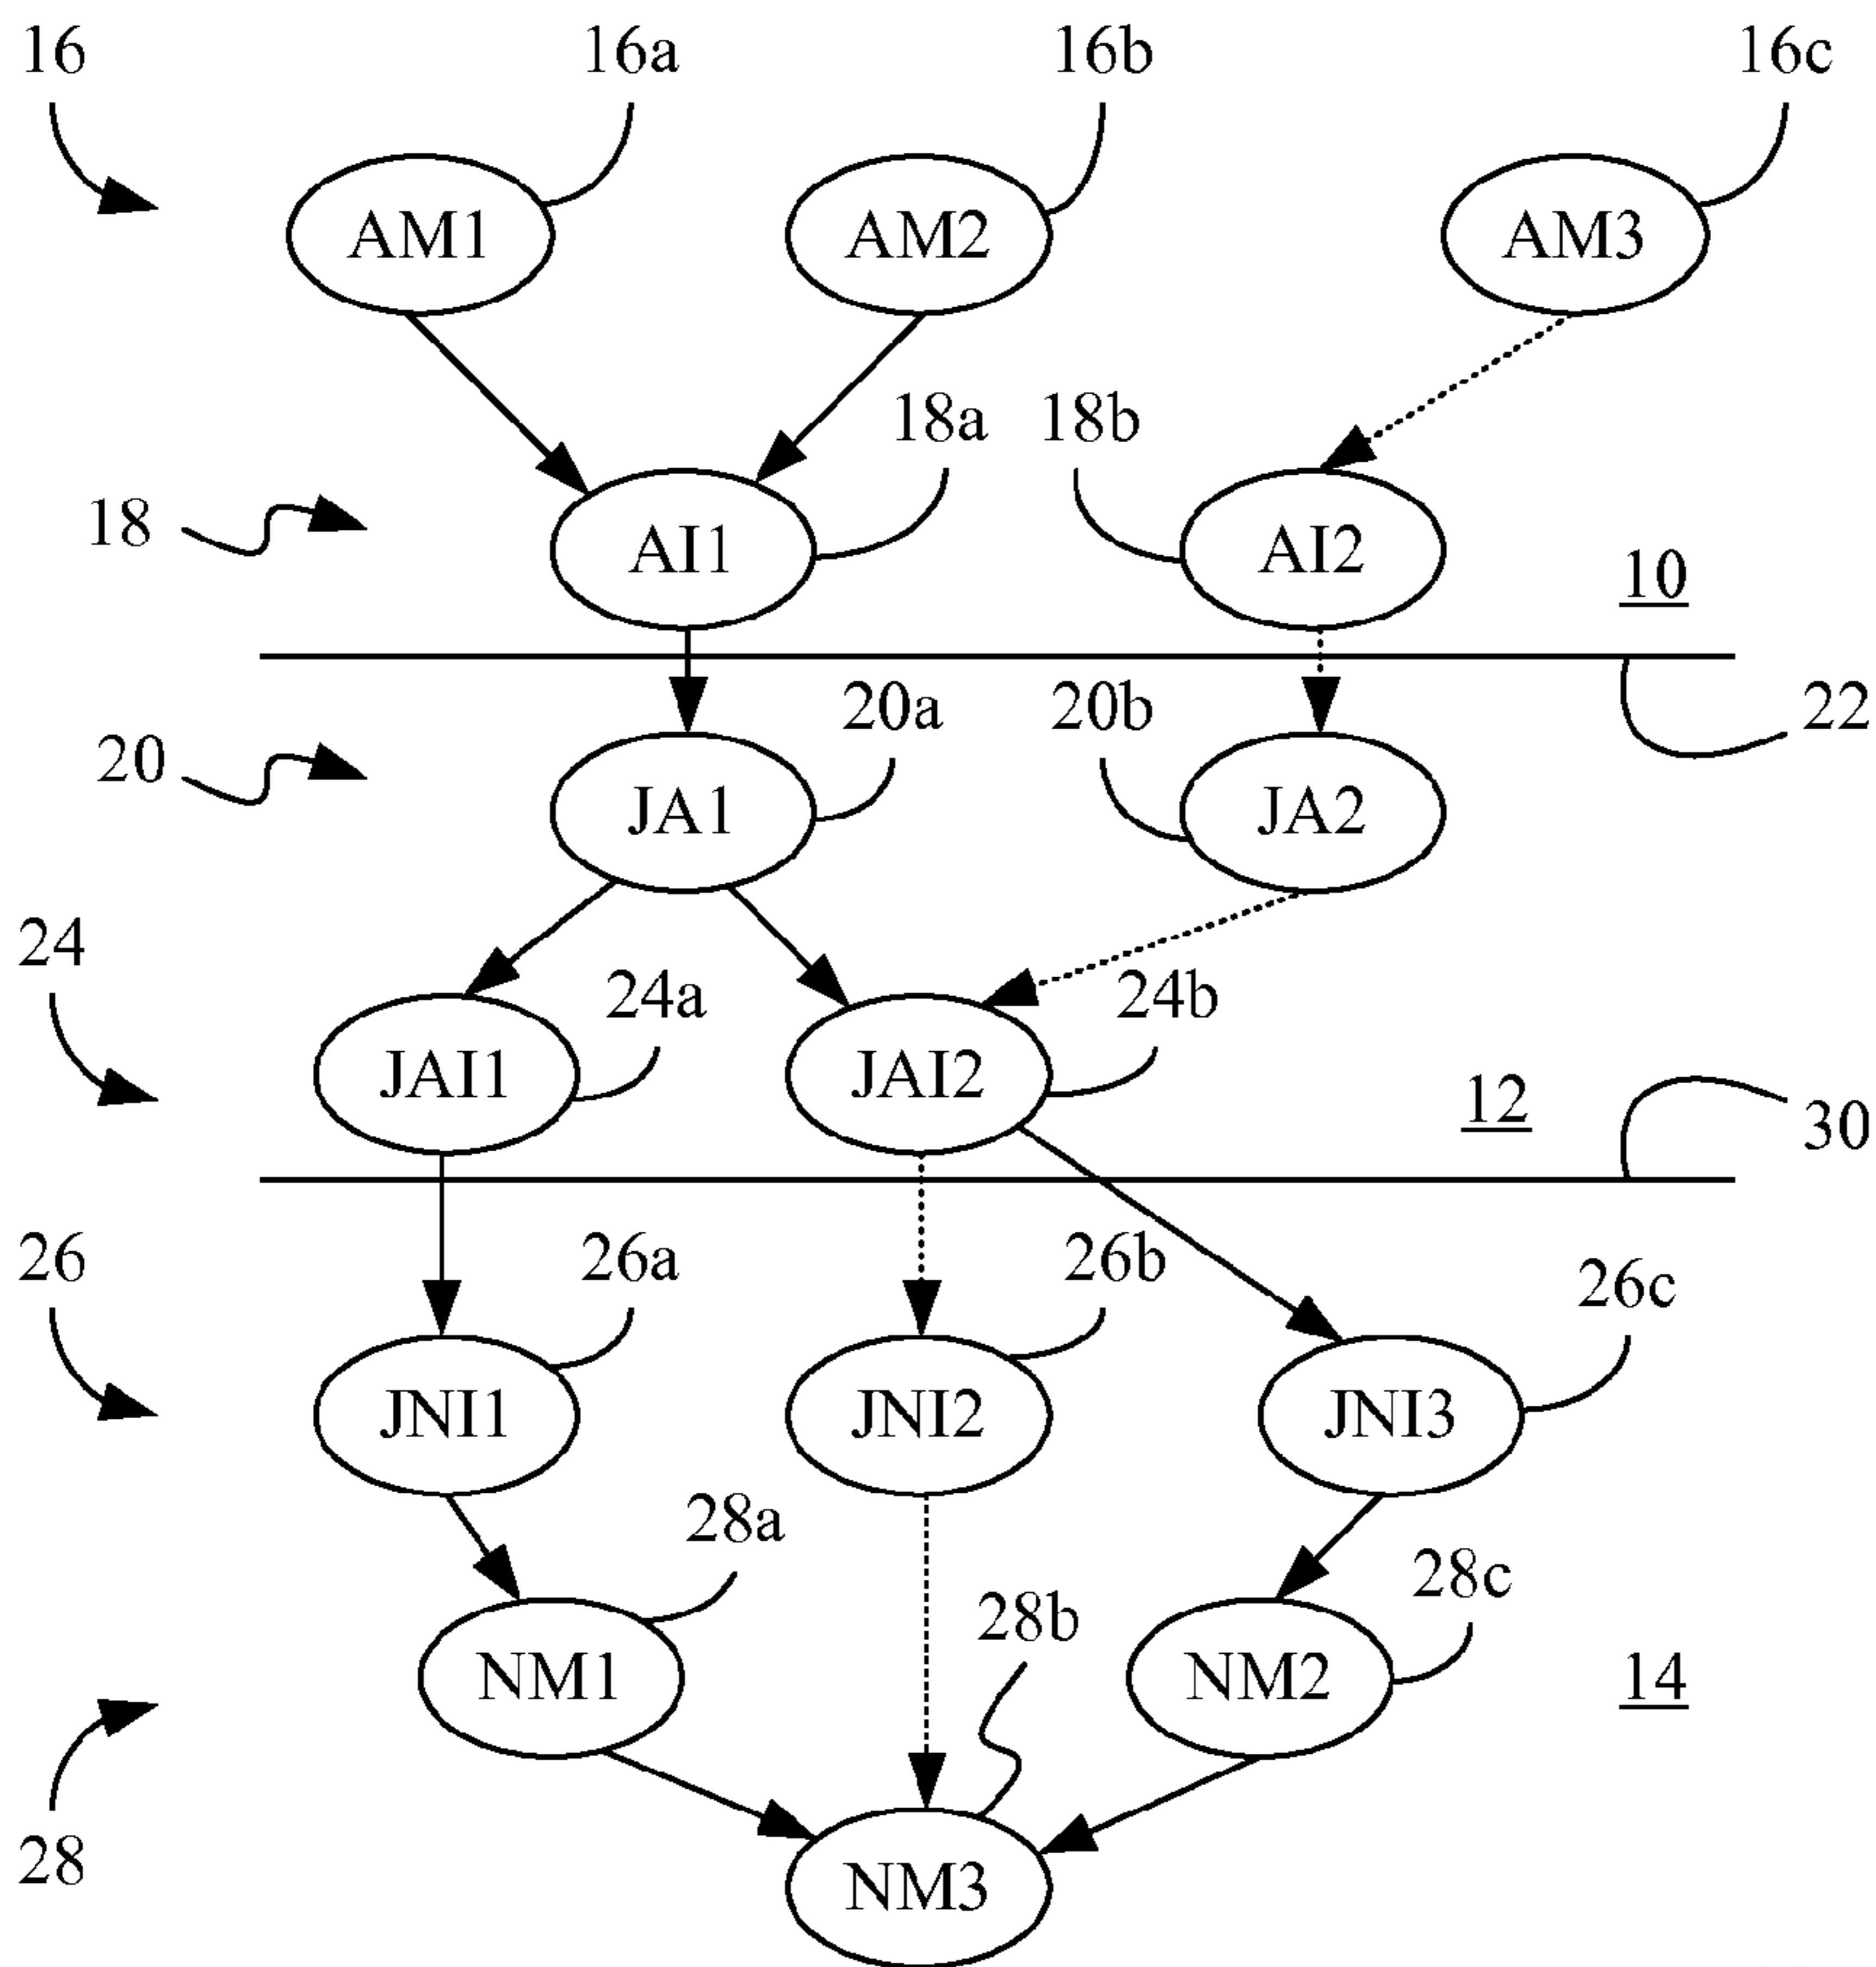 16 16a 16b 16c
AM1 AM2 AM3
18a 18b
18 AI1 AI2 10
20a 20b 22
20 JA1 JA2
24 24a 24b
JAI1 JAI2 12 30
26 26a 26b 26c
JNI1 JNI2 JNI3
28a 28b 28c
NM1 NM2 14
28 NM3